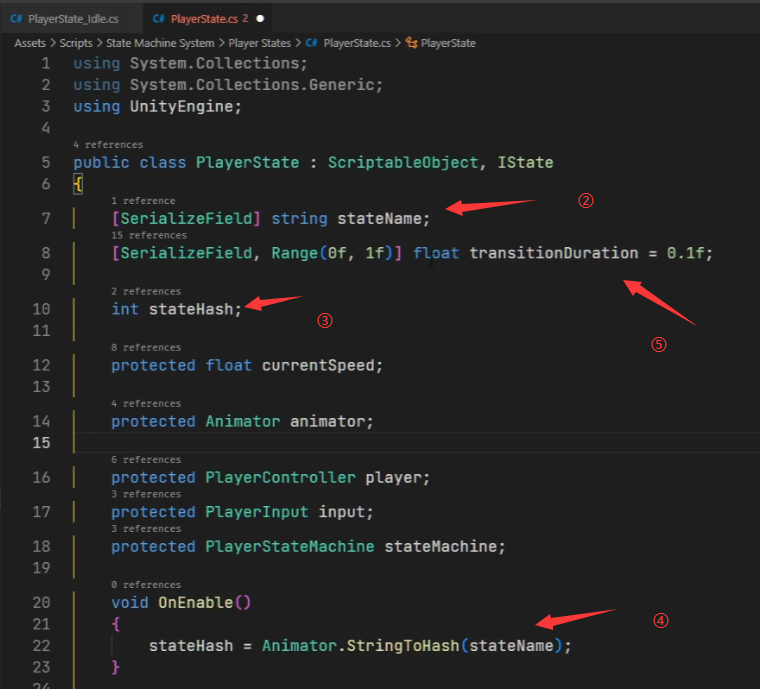 C# PlayerState_Idle.cs C# PlayerState.cs 2 ●
Assets > Scripts > State Machine System > Player States > C# PlayerState.cs > PlayerState
1 using System.Collections;
2 using System.Collections.Generic;
3 using UnityEngine;
4
4 references
5 public class PlayerState : ScriptableObject, IState
6 {
1 reference
②
7 [SerializeField] string stateName;
15 references
8 [SerializeField, Range(0f, 1f)] float transitionDuration = 0.1f;
9
2 references
10 int stateHash;
③
11
⑤
8 references
12 protected float currentSpeed;
13
4 references
14 protected Animator animator;
15
6 references
16 protected PlayerController player;
3 references
17 protected PlayerInput input;
3 references
18 protected PlayerStateMachine stateMachine;
19
0 references
20 void OnEnable()
21 {
④
22 stateHash = Animator.StringToHash(stateName);
23 }
24